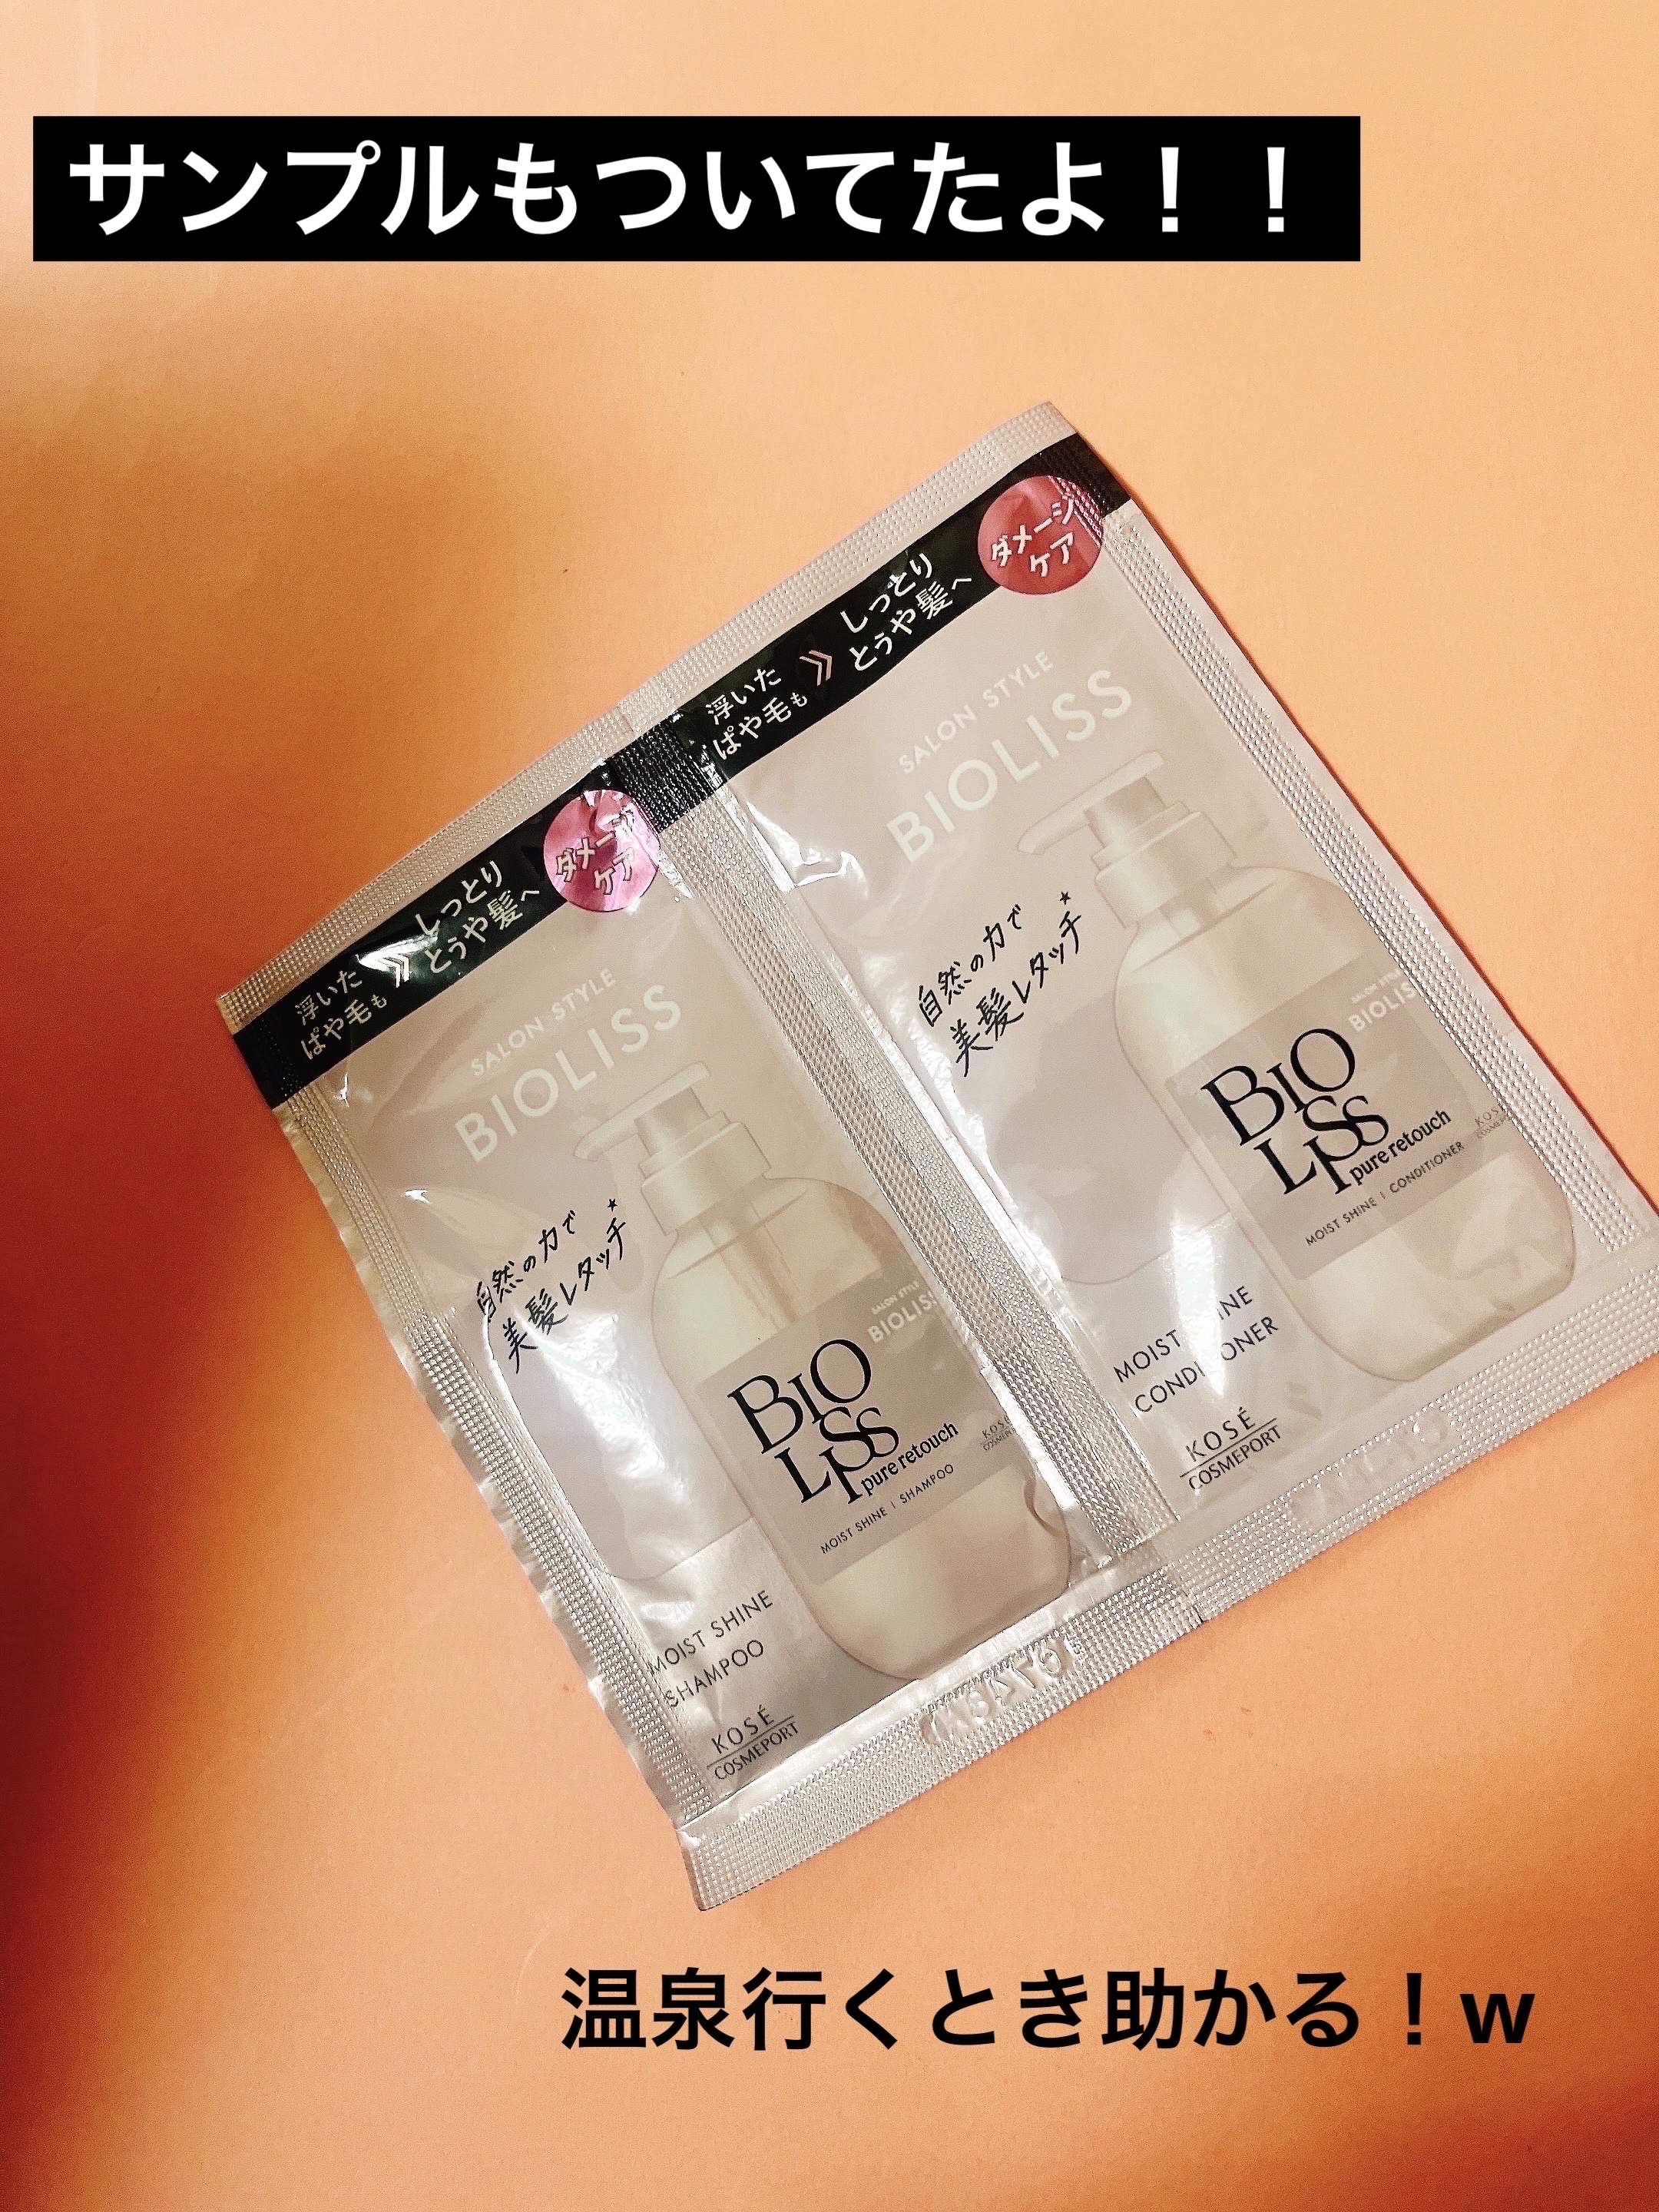 サンプルもついてたよ！！
浮いた
ぱや毛も
しっとり
とうや髪へ
ダメージ
ケア
SALON STYLE
BIOLISS
自然の力で
美髪レタッチ
SALON STYLE
BIOLISS
BIO
LISS
pure retouch
MOIST SHINE | SHAMPOO
KOSÉ
MOIST SHINE
SHAMPOO
KOSÉ
COSMEPORT
浮いた
ぱや毛も
しっとり
とうや髪へ
ダメージ
ケア
SALON STYLE
BIOLISS
自然の力で
美髪レタッチ
SALON STYLE
BIOLISS
BIO
LISS
pure retouch
MOIST SHINE | CONDITIONER
KOSÉ
MOIST SHINE
CONDITIONER
KOSÉ
COSMEPORT
温泉行くとき助かる！w